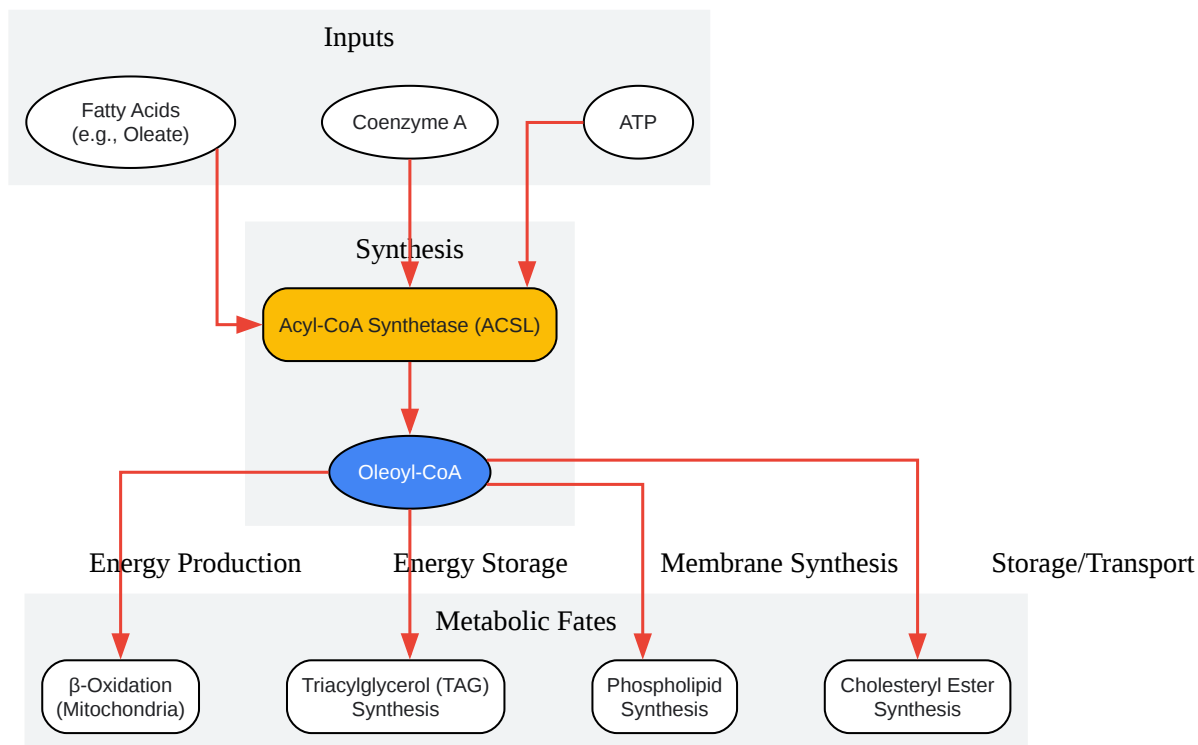 Inputs
Fatty Acids
(e.g., Oleate)
Coenzyme A
ATP
Synthesis
Acyl-CoA Synthetase (ACSL)
Oleoyl-CoA
Energy Production
Energy Storage
Membrane Synthesis
Storage/Transport
Metabolic Fates
β-Oxidation
(Mitochondria)
Triacylglycerol (TAG)
Synthesis
Phospholipid
Synthesis
Cholesteryl Ester
Synthesis